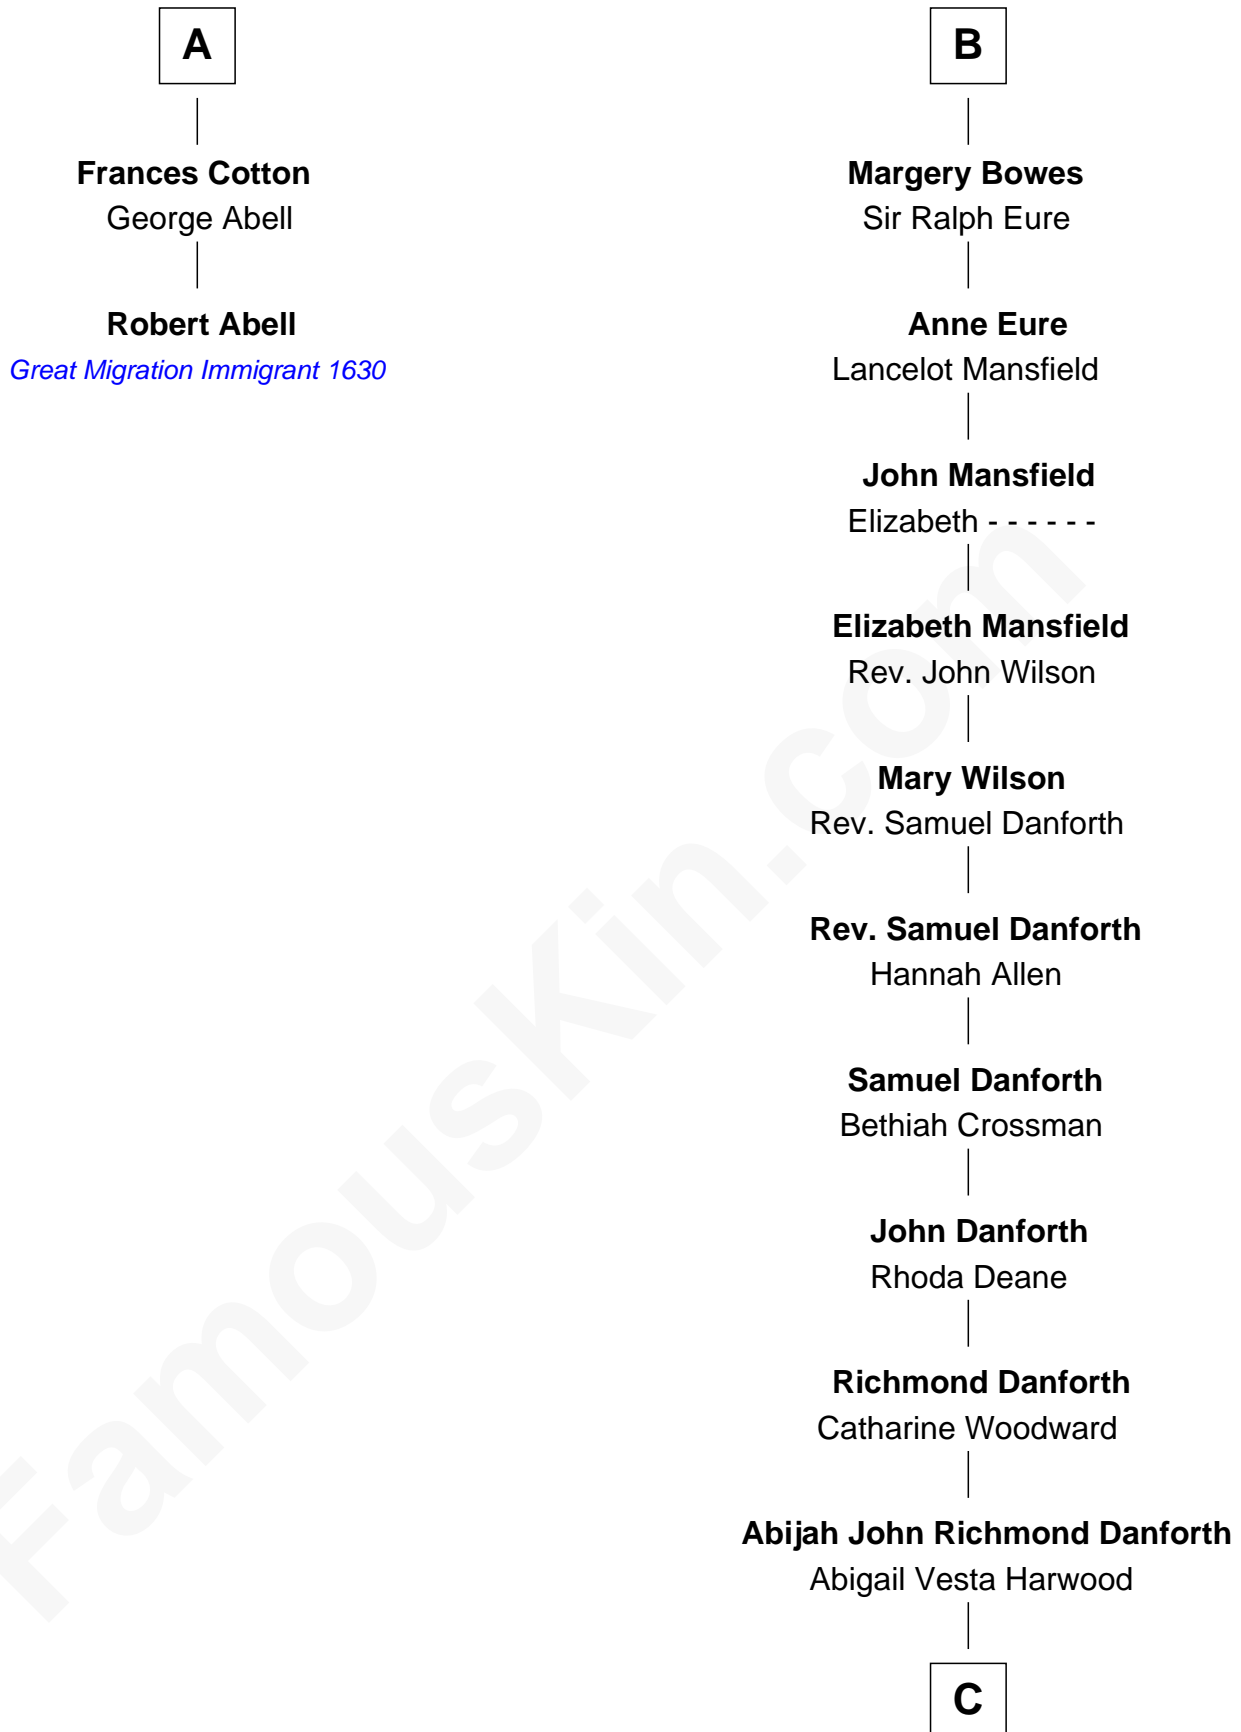 A
Frances Cotton
George Abell
Robert Abell
Great Migration Immigrant 1630
B
Margery Bowes
Sir Ralph Eure
Anne Eure
Lancelot Mansfield
John Mansfield
Elizabeth - - - - - -
Elizabeth Mansfield
Rev. John Wilson
Mary Wilson
Rev. Samuel Danforth
Rev. Samuel Danforth
Hannah Allen
Samuel Danforth
Bethiah Crossman
John Danforth
Rhoda Deane
Richmond Danforth
Catharine Woodward
Abijah John Richmond Danforth
Abigail Vesta Harwood
C
FamousKin.com